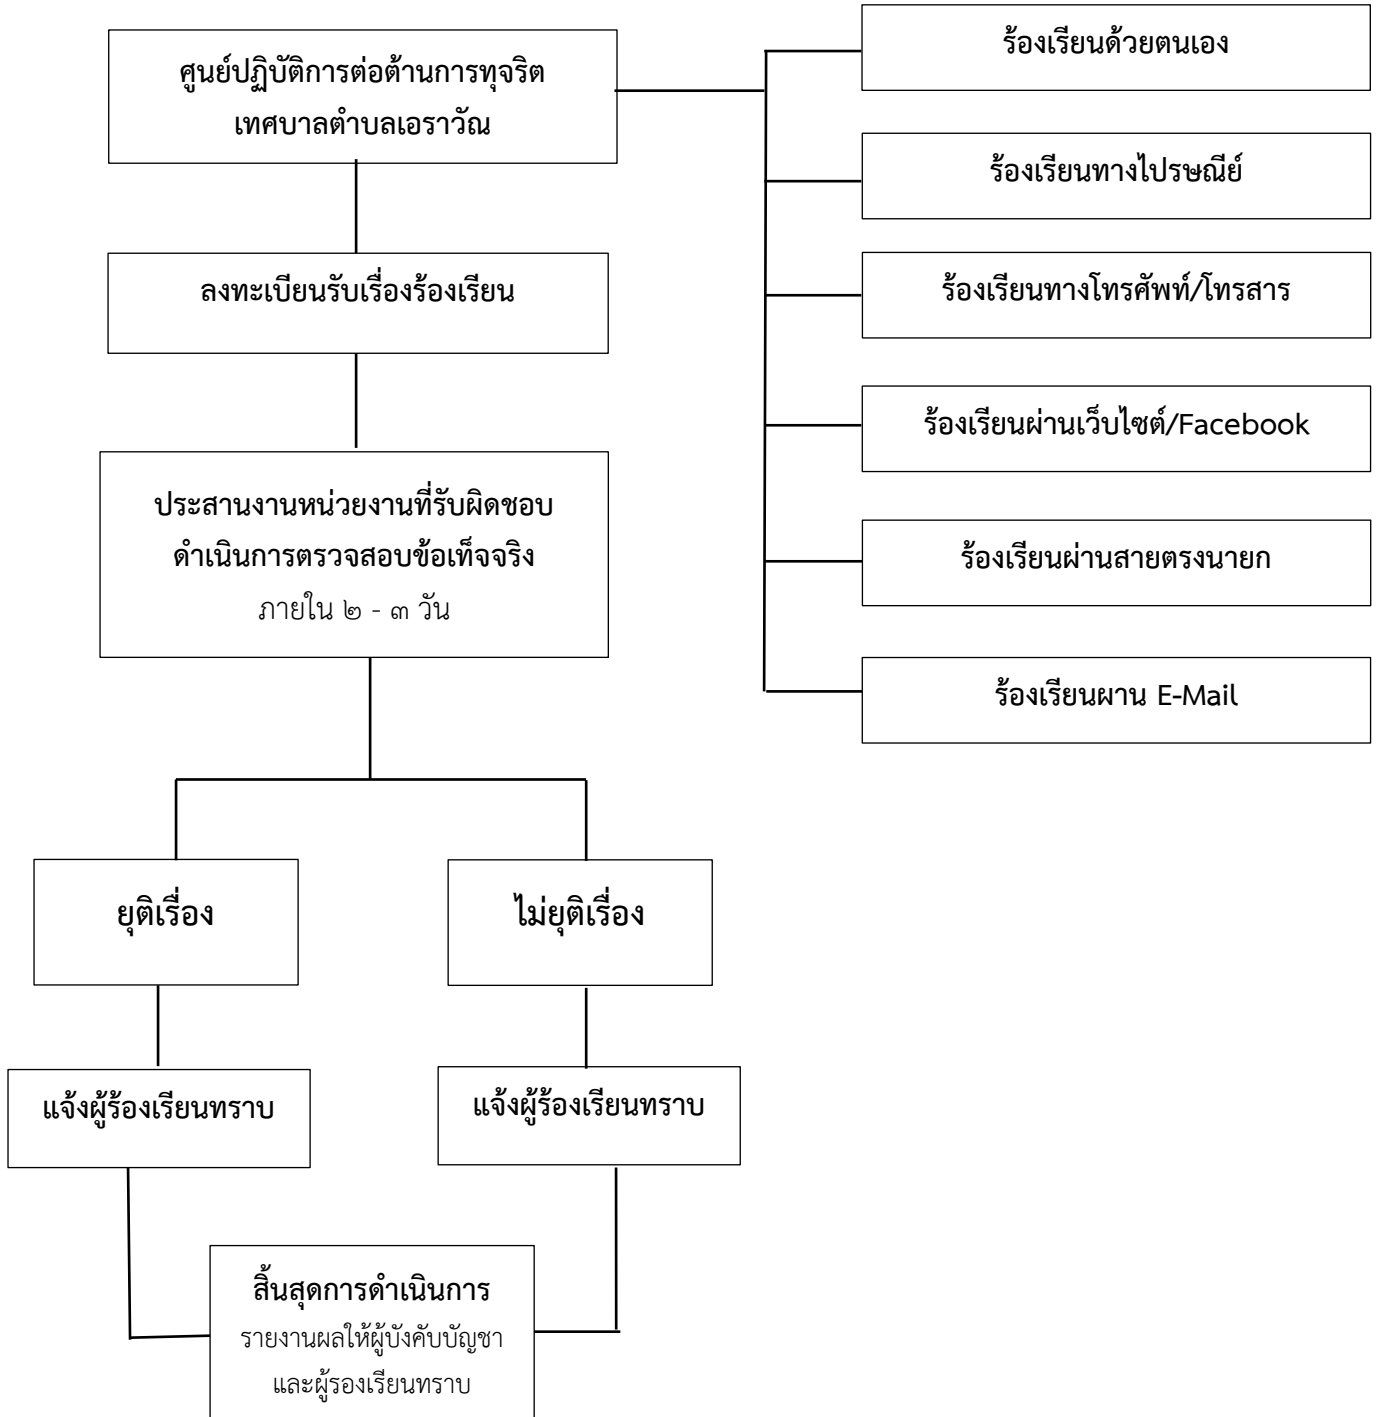 ศูนย์ปฏิบัติการต่อต้านการทุจริต
เทศบาลตำบลเอราวัณ
ร้องเรียนด้วยตนเอง
ร้องเรียนทางไปรษณีย์
ร้องเรียนทางโทรศัพท์/โทรสาร
ร้องเรียนผ่านเว็บไซต์/Facebook
ร้องเรียนผ่านสายตรงนายก
ร้องเรียนผาน E-Mail
ลงทะเบียนรับเรื่องร้องเรียน
ประสานงานหน่วยงานที่รับผิดชอบ
ดำเนินการตรวจสอบข้อเท็จจริง
ภายใน ๒ - ๓ วัน
ยุติเรื่อง
ไม่ยุติเรื่อง
แจ้งผู้ร้องเรียนทราบ
แจ้งผู้ร้องเรียนทราบ
สิ้นสุดการดำเนินการ
รายงานผลให้ผู้บังคับบัญชา
และผู้รองเรียนทราบ